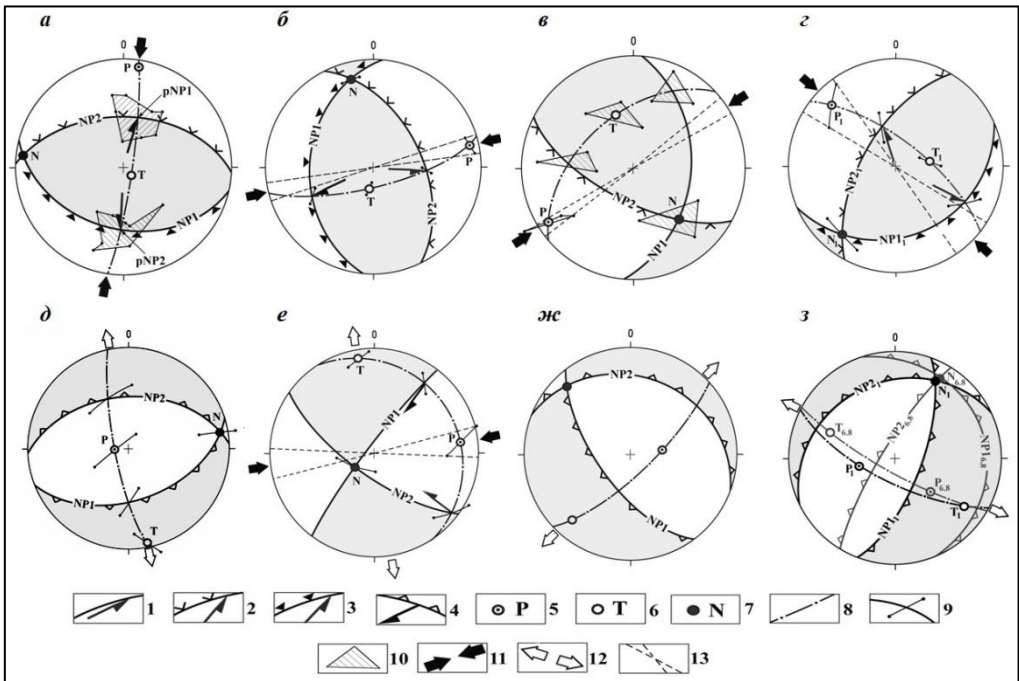 а б в г
0 0 0 0
P pNP1 NP2 N T NP1 pNP2
N NP1 P T NP2
T P NP2 N NP1
P₁ T₁ NP2₁ N₁ NP1₁
д е ж з
0 0 0 0
NP2 N P NP1 T
T NP1 P N NP2
NP2 NP1
N₆.₈ N₁ NP2₁ T₆.₈ NP2₆.₈ NP1₆.₈ P₁ P₆.₈ T₁ NP1₁
1 2 3 4 P 5 T 6 N 7 8 9
10 11 12 13